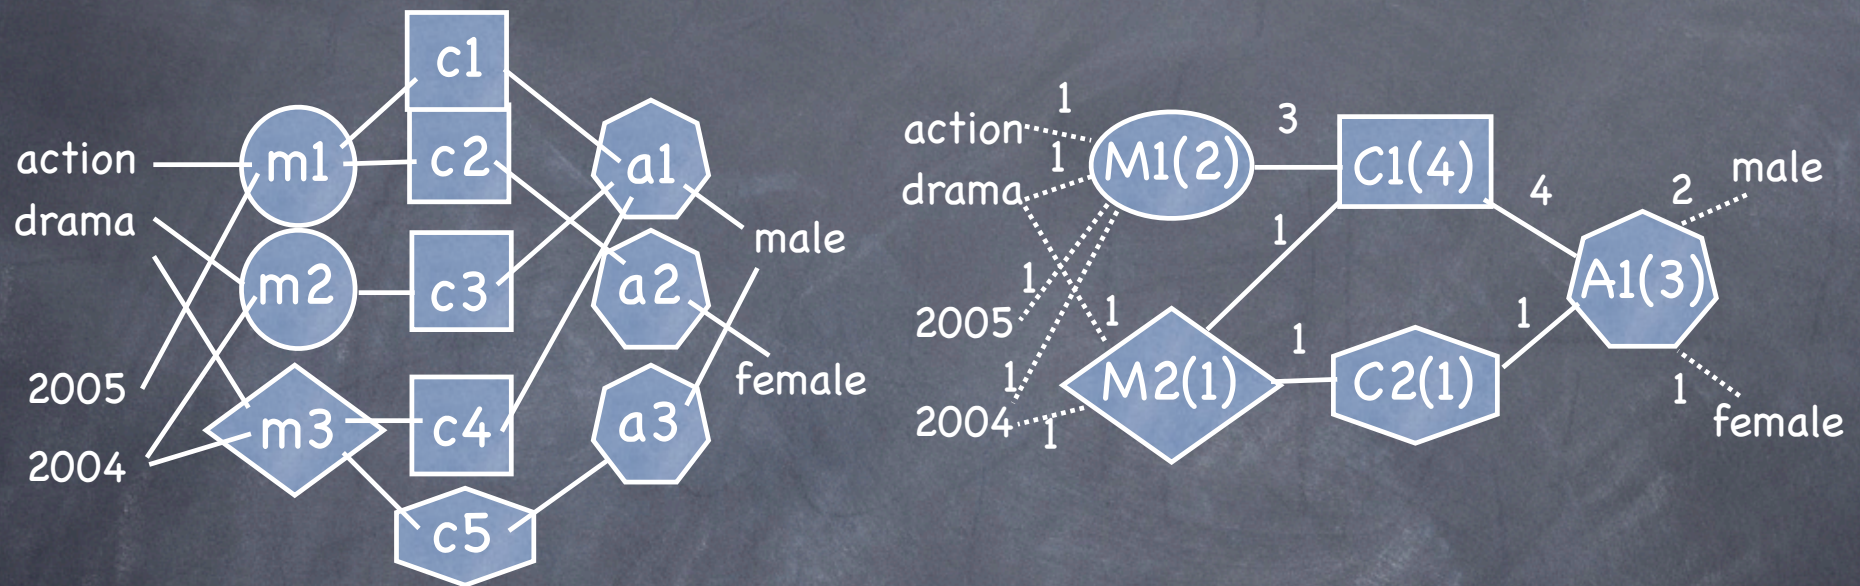 c1
action
m1
c2
a1
drama
male
m2
c3
a2
2005
female
m3
c4
a3
2004
c5
1
action
M1(2)
3
C1(4)
male
1
drama
4
2
1
1
A1(3)
2005
1
1
1
M2(1)
C2(1)
1
1
2004
1
female